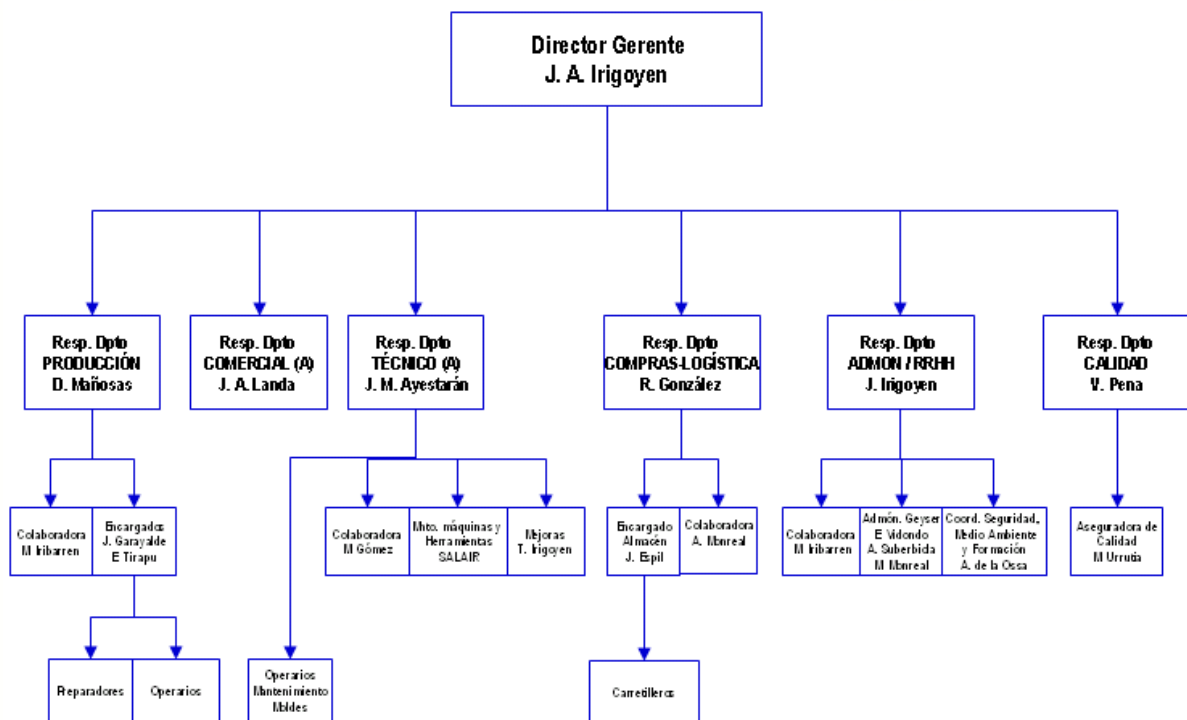 Director Gerente
J. A. Irigoyen
Resp. Dpto
PRODUCCIÓN
D. Mañosas
Resp. Dpto
COMERCIAL (A)
J. A. Landa
Resp. Dpto
TÉCNICO (A)
J. M. Ayestarán
Resp. Dpto
COMPRAS-LOGÍSTICA
R. González
Resp. Dpto
ADMON / RRHH
J. Irigoyen
Resp. Dpto
CALIDAD
V. Pena
Colaboradora
M Iribarren
Encargados
J. Garayalde
E Tirapu
Colaboradora
M Gómez
Mnto. máquinas y
Herramientas
SALAIR
Mejoras
T. Irigoyen
Encargado
Almacén
J. Espil
Colaboradora
A. Monreal
Colaboradora
M Iribarren
Admón. Geyser
E Vidondo
A. Suberbiola
M Monreal
Coord. Seguridad,
Medio Ambiente
y Formación
A. de la Ossa
Aseguradora de
Calidad
M Urrutia
Preparadores
Operarios
Operarios
Mantenimiento
Moldes
Carretilleros